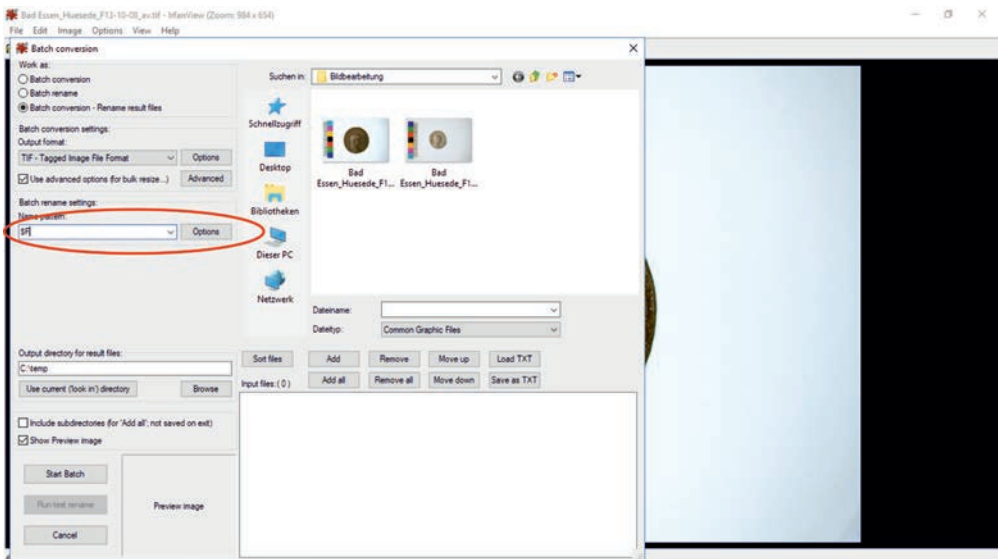 Bad Essen_Huesede_F13-10-08_av.tif - IrfanView (Zoom: 984 x 654)
File Edit Image Options View Help
Batch conversion
Work as:
Batch conversion
Batch rename
Batch conversion - Rename result files
Batch conversion settings:
Output format:
TIF - Tagged Image File Format
Options
Use advanced options (for bulk resize...)
Advanced
Batch rename settings:
Name pattern:
Options
Output directory for result files:
C:\temp
Use current ('look in') directory
Browse
Include subdirectories (for 'Add all'; not saved on exit)
Show Preview image
Start Batch
Run test rename
Cancel
Preview image
Suchen in:
Bildbearbeitung
Schnellzugriff
Desktop
Bibliotheken
Dieser PC
Netzwerk
Bad
Essen_Huesede_F1...
Bad
Essen_Huesede_F1...
Dateiname:
Dateityp:
Common Graphic Files
Sort files
Add
Remove
Move up
Load TXT
Input files: ( 0 )
Add all
Remove all
Move down
Save as TXT